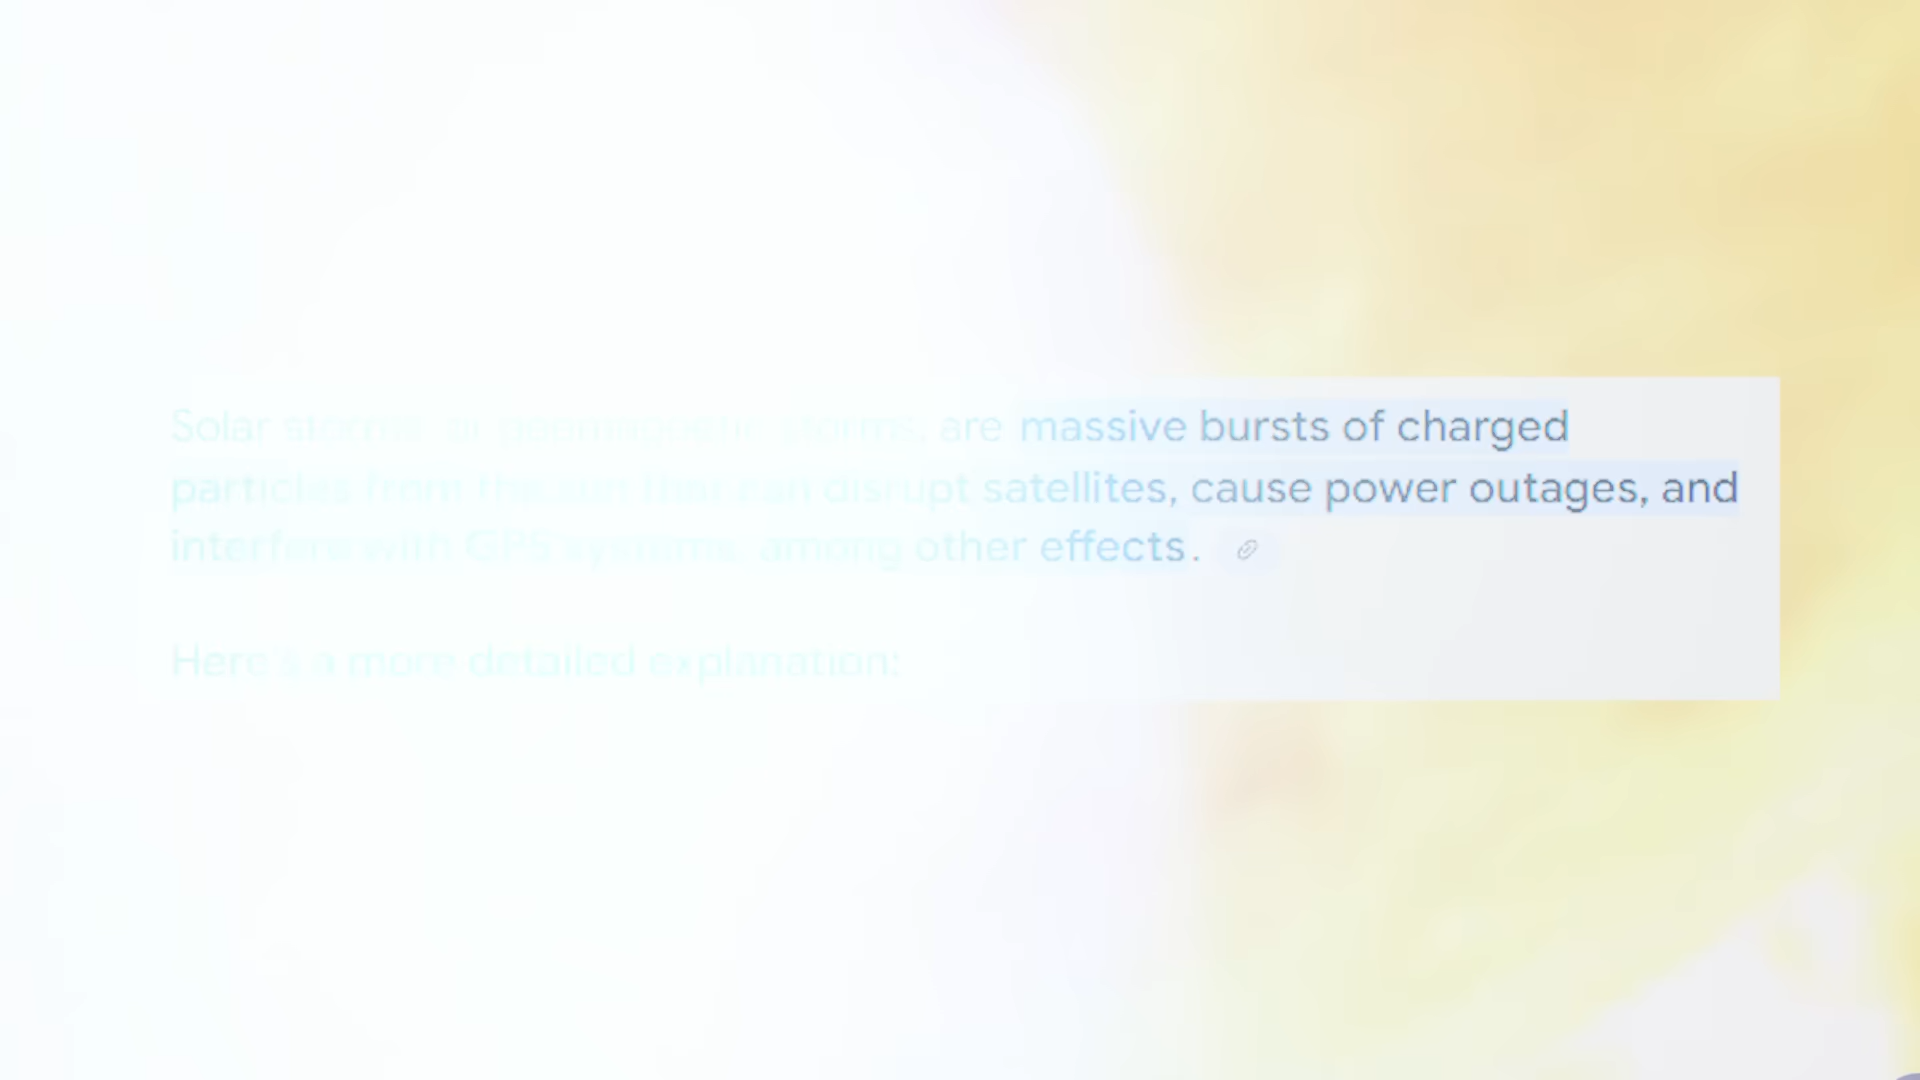 Solar storms, or geomagnetic storms, are massive bursts of charged
particles from the sun that can disrupt satellites, cause power outages, and
interfere with GPS systems, among other effects.
Here's a more detailed explanation: